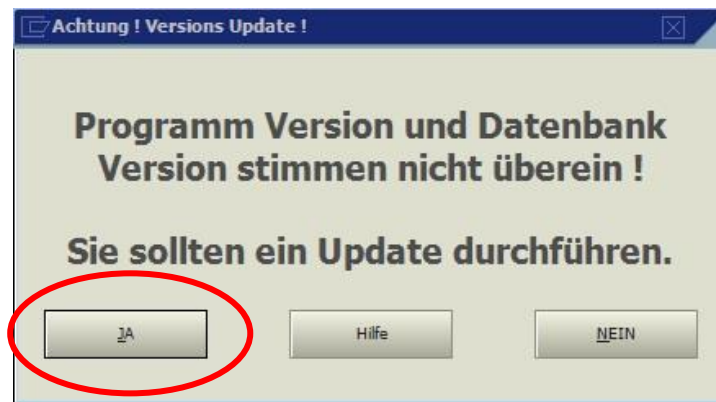 Achtung ! Versions Update !
Programm Version und Datenbank
Version stimmen nicht überein !
Sie sollten ein Update durchführen.
JA
Hilfe
NEIN